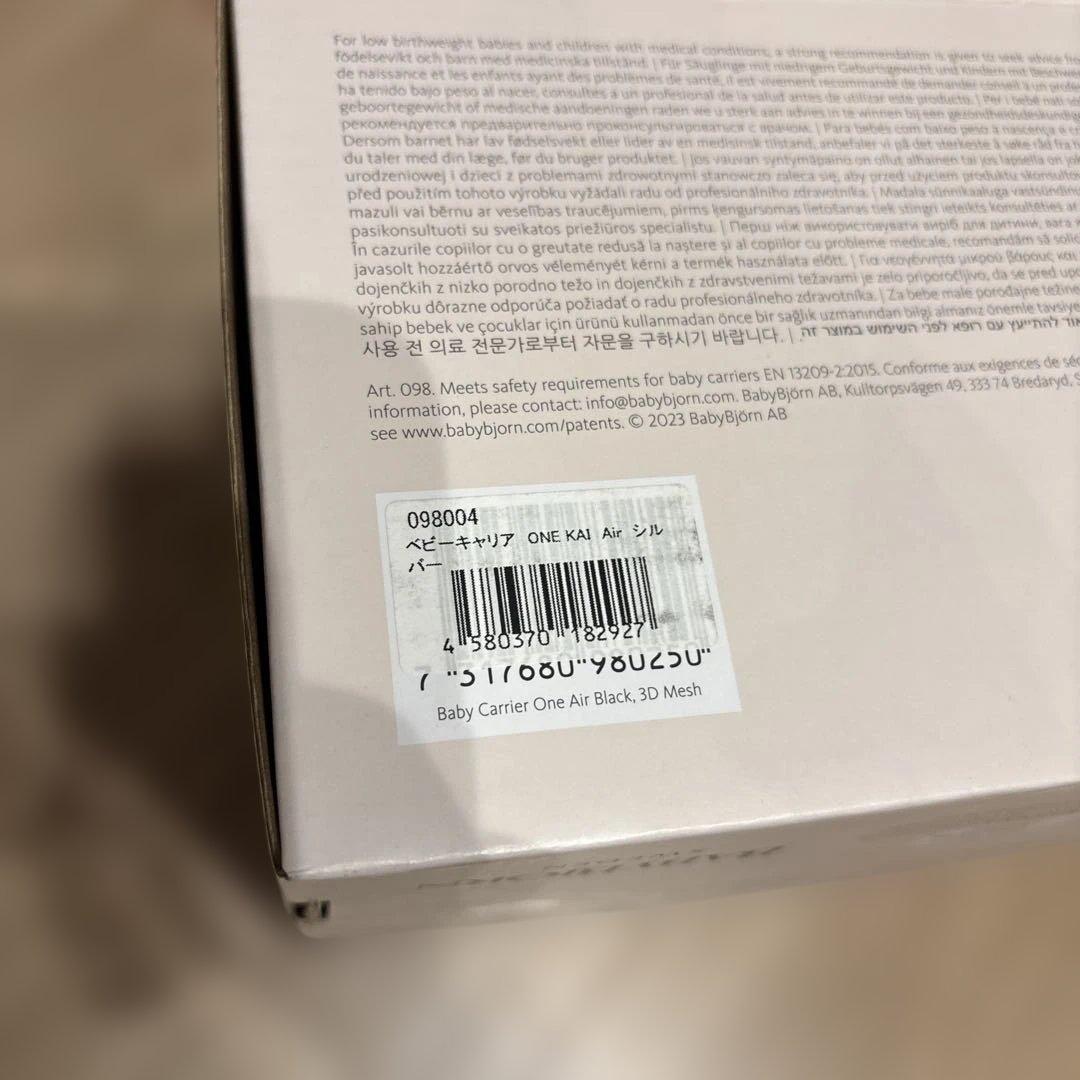 For low birthweight babies and children with medical conditions, a strong recommendation is given to seek advice
födelsevikt och barn med medicinska tillstånd. | Für Säuglinge mit niedrigem Geburtsgewicht und Kindern mit
de naissance et les enfants ayant des problèmes de santé, il est vivement recommandé de demander conseil à un
ha tenido bajo peso al nacer, consultes a un profesional de la salud antes de utilizar este producto. | Per i bebè nati
geboortegewicht of medische aandoeningen raden we u sterk aan advies in te winnen bij een
рекомендуется предварительно проконсультироваться с врачом. | Para bebés com baixo peso à nascença e
Dersom barnet har lav fødselsvekt eller lider av en medisinsk tilstand, anbefaler vi på det sterkeste å søke råd fra
du taler med din læge, før du bruger produktet. | Jos vauvan syntymäpaino on ollut alhainen tai jos lapsella on
urodzeniowej i dzieci z problemami zdrowotnymi stanowczo zaleca się, aby przed użyciem produktu
před použitím tohoto výrobku vyžádali radu od profesionálního zdravotníka. | Madala sünnikaaluga
mazuli vai bērnu ar veselības traucējumiem, pirms ķengursomas lietošanas tiek stingri ieteikts konsultēties ar
pasikonsultuoti su sveikatos priežiūros specialistu. | Перш ніж використовувати виріб для дитини, вага
În cazurile copiilor cu o greutate redusă la naștere și al copiilor cu probleme medicale, recomandăm să
javasolt hozzáértő orvos véleményét kérni a termék használata előtt. | Για νεογέννητα μικρού βάρους και
dojenčkih z nizko porodno težo in dojenčkih z zdravstvenimi težavami je zelo priporočljivo, da se pred
výrobku dôrazne odporúča požiadať o radu profesionálneho zdravotníka. | Za bebe male porođajne težine
sahip bebek ve çocuklar için ürünü kullanmadan önce bir sağlık uzmanından bilgi almanız önemle tavsiye
사용 전 의료 전문가로부터 자문을 구하시기 바랍니다. | להתייעץ עם רופא לפני השימוש במוצר זה.
Art. 098. Meets safety requirements for baby carriers EN 13209-2:2015. Conforme aux exigences de
information, please contact: info@babybjorn.com. BabyBjörn AB, Kulltorpsvägen 49, 333 74 Bredaryd,
see www.babybjorn.com/patents. © 2023 BabyBjörn AB
098004
ベビーキャリア ONE KAI Air シル
バー
4 580370 182927
7 317680 980250
Baby Carrier One Air Black, 3D Mesh